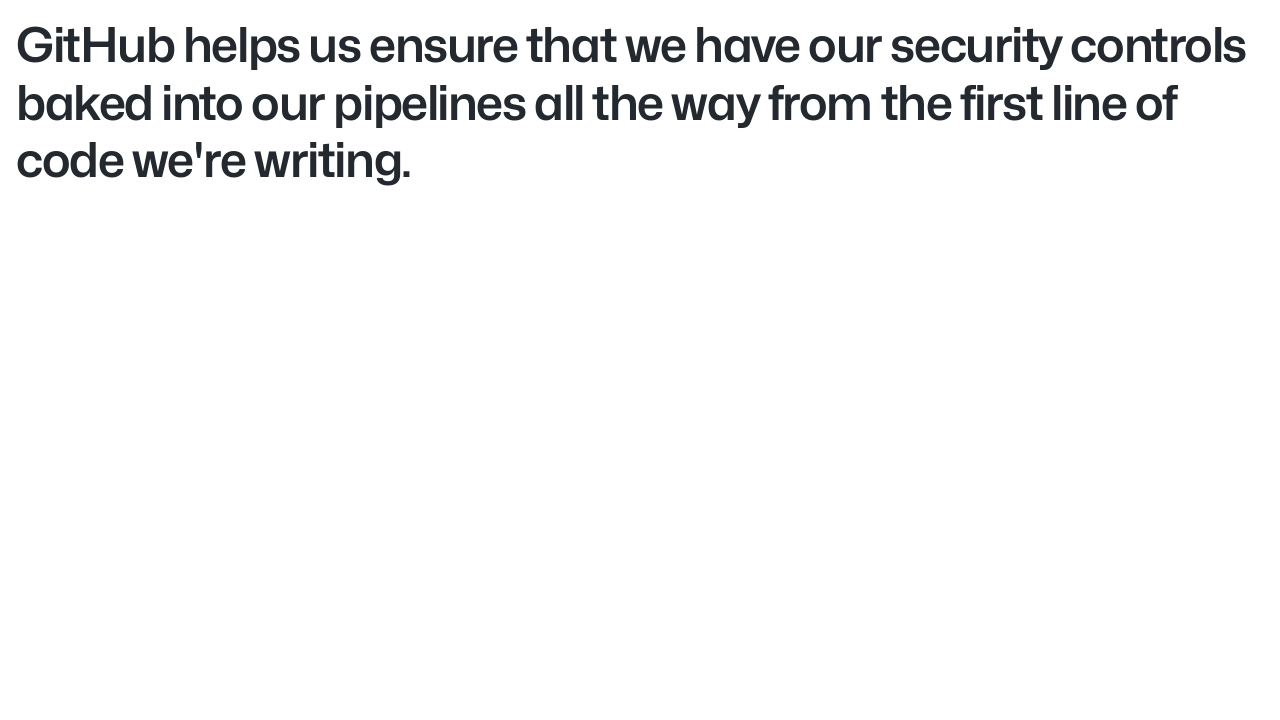 GitHub helps us ensure that we have our security controls
baked into our pipelines all the way from the first line of
code we're writing.